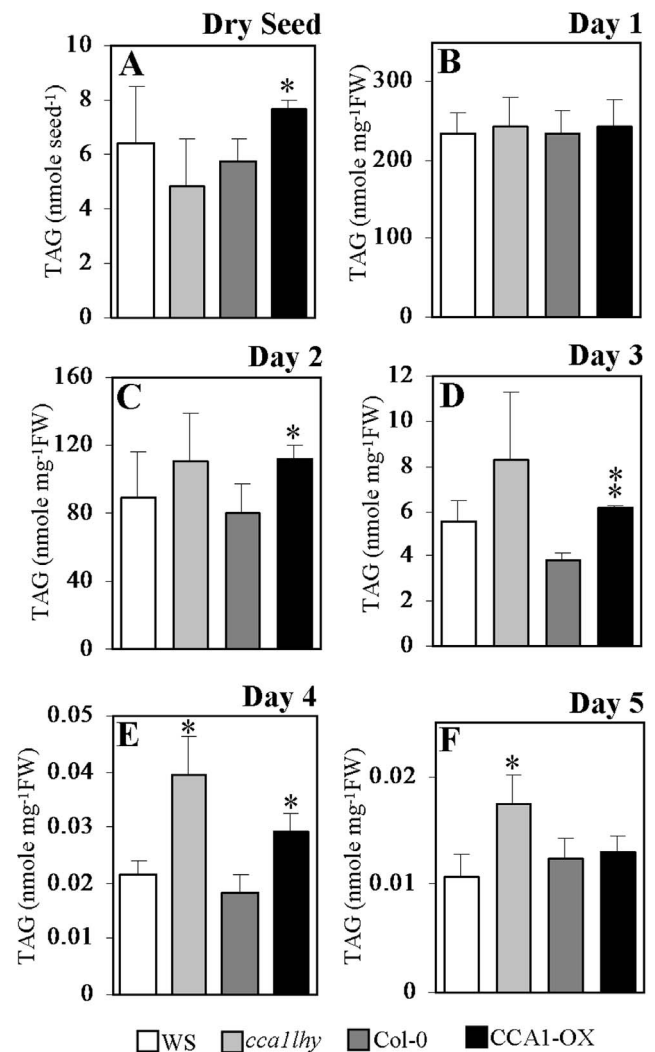 Dry Seed
A
TAG (nmole seed⁻¹)
10
8
6
4
2
0
*
Day 1
B
TAG (nmole mg⁻¹FW)
300
200
100
0
Day 2
C
TAG (nmole mg⁻¹FW)
160
120
80
40
0
*
Day 3
D
TAG (nmole mg⁻¹FW)
12
10
8
6
4
2
0
*
*
Day 4
E
TAG (nmole mg⁻¹FW)
0.05
0.04
0.03
0.02
0.01
0
*
*
Day 5
F
TAG (nmole mg⁻¹FW)
0.02
0.01
0
*
WS cca1lhy Col-0 CCA1-OX